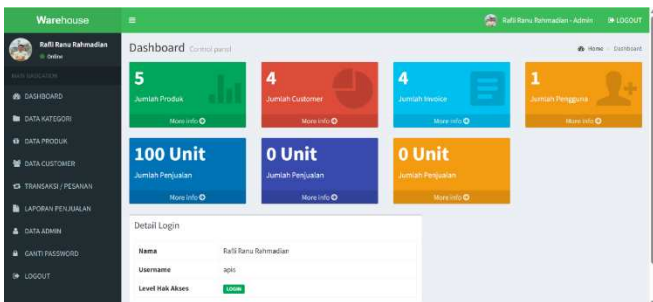 Warehouse
Rafli Ranu Rahmadian - Admin LOGOUT
Rafli Ranu Rahmadian
Online
MAIN NAVIGATION
DASHBOARD
DATA KATEGORI
DATA PRODUK
DATA CUSTOMER
TRANSAKSI / PESANAN
LAPORAN PENJUALAN
DATA ADMIN
GANTI PASSWORD
LOGOUT
Dashboard Control panel
Home Dashboard
5
Jumlah Produk
More info
4
Jumlah Customer
More info
4
Jumlah Invoice
More info
1
Jumlah Pengguna
More info
100 Unit
Jumlah Penjualan
More info
0 Unit
Jumlah Penjualan
More info
0 Unit
Jumlah Penjualan
More info
Detail Login
Nama Rafli Ranu Rahmadian
Username apis
Level Hak Akses LOGIN